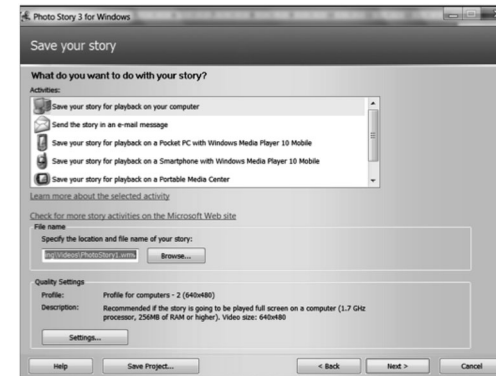 Photo Story 3 for Windows
Save your story
What do you want to do with your story?
Activities:
Save your story for playback on your computer
Send the story in an e-mail message
Save your story for playback on a Pocket PC with Windows Media Player 10 Mobile
Save your story for playback on a Smartphone with Windows Media Player 10 Mobile
Save your story for playback on a Portable Media Center
Learn more about the selected activity
Check for more story activities on the Microsoft Web site
File name
Specify the location and file name of your story:
Browse...
Quality Settings
Profile: Profile for computers - 2 (640x480)
Description: Recommended if the story is going to be played full screen on a computer (1.7 GHz
processor, 256MB of RAM or higher). Video size: 640x480
Settings...
Help Save Project... < Back Next > Cancel